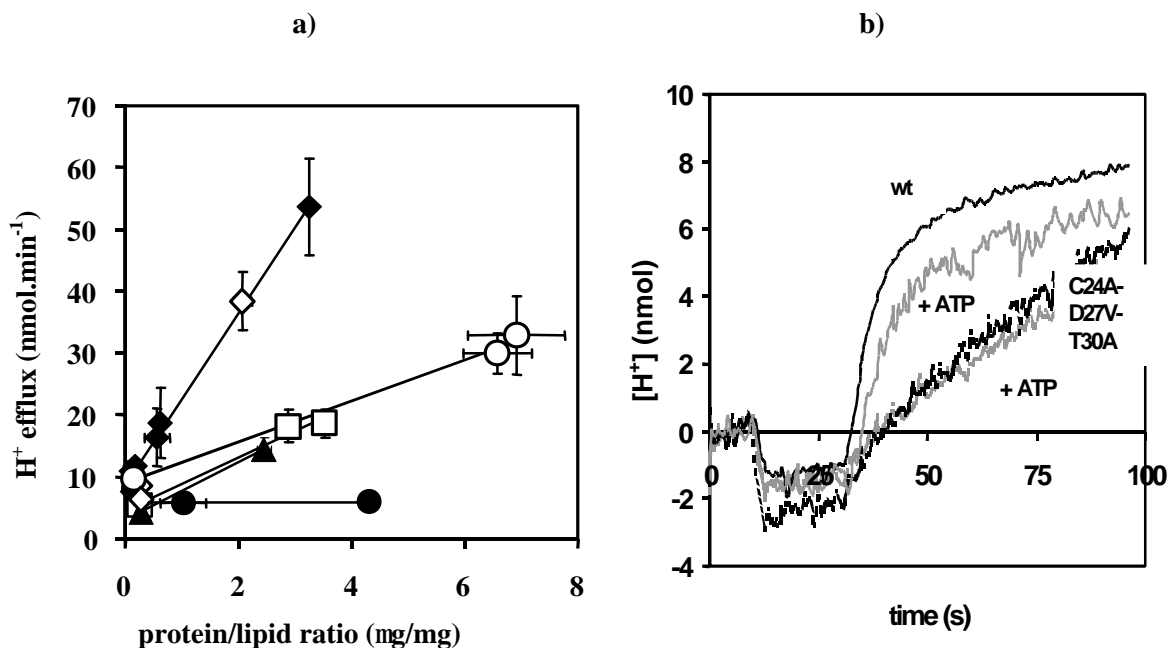 a)
70
60
50
40
30
20
10
0
H⁺ efflux (nmol.min⁻¹)
0 2 4 6 8
protein/lipid ratio (mg/mg)
b)
10
8
6
4
2
0
-2
-4
[H⁺] (nmol)
0 25 50 75 100
time (s)
wt
+ ATP
C24A-
D27V-
T30A
+ ATP